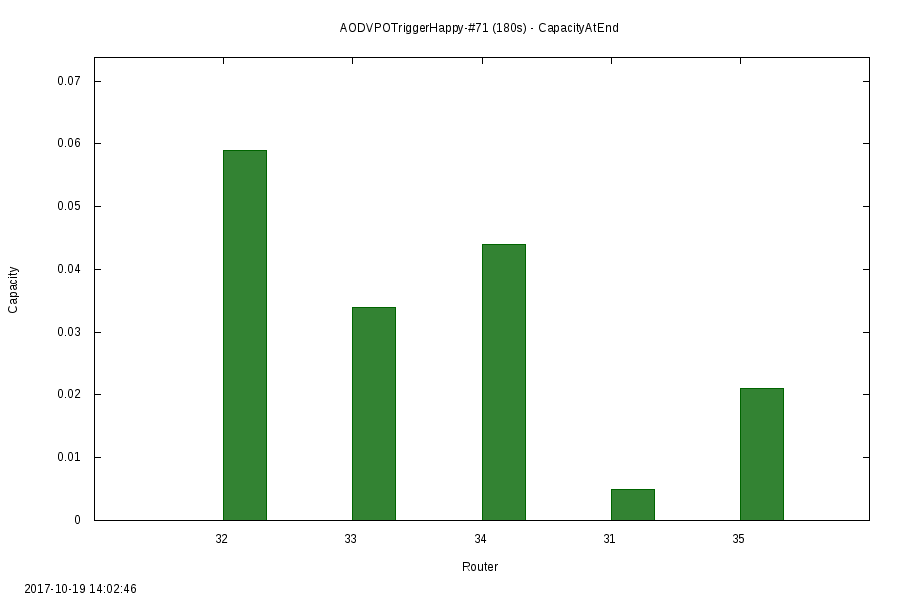 AODVPOTriggerHappy-#71 (180s) - CapacityAtEnd
0.07
0.06
0.05
0.04
0.03
0.02
0.01
0
Capacity
32 33 34 31 35
Router
2017-10-19 14:02:46